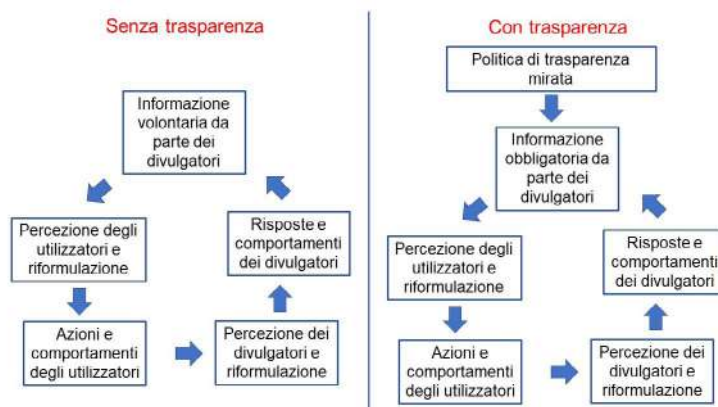 Senza trasparenza
Informazione
volontaria da
parte dei
divulgatori
Percezione degli
utilizzatori e
riformulazione
Risposte e
comportamenti
dei divulgatori
Azioni e
comportamenti
degli utilizzatori
Percezione dei
divulgatori e
riformulazione
Con trasparenza
Politica di trasparenza
mirata
Informazione
obbligatoria da
parte dei
divulgatori
Percezione degli
utilizzatori e
riformulazione
Risposte e
comportamenti
dei divulgatori
Azioni e
comportamenti
degli utilizzatori
Percezione dei
divulgatori e
riformulazione